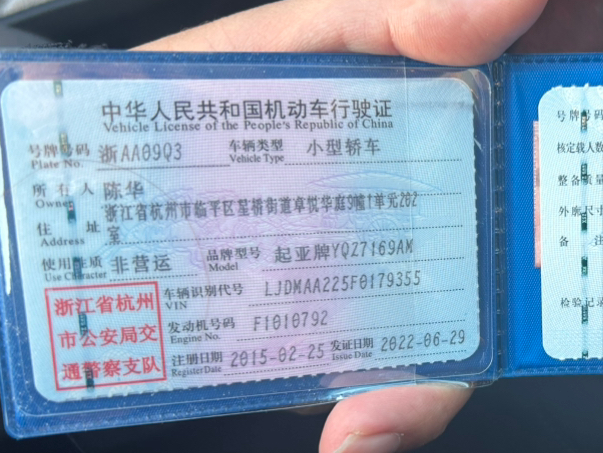 中华人民共和国机动车行驶证
Vehicle License of the People's Republic of China
号牌号码 浙AA09Q3 车辆类型 小型轿车
Plate No. Vehicle Type
所有人 陈华
Owner
浙江省杭州市临平区星桥街道卓悦华庭9幢1单元202
住址 室
Address
使用性质 非营运 品牌型号 起亚牌YQZ7169AM
Use Character Model
车辆识别代号 LJDMAA225F0179355
VIN
发动机号码 F1010792
Engine No.
注册日期 2015-02-25 发证日期 2022-06-29
Register Date Issue Date
浙江省杭州
市公安局交
通警察支队
号牌号
核定载人数
整备质量
外廓尺寸
备 注
检验记录